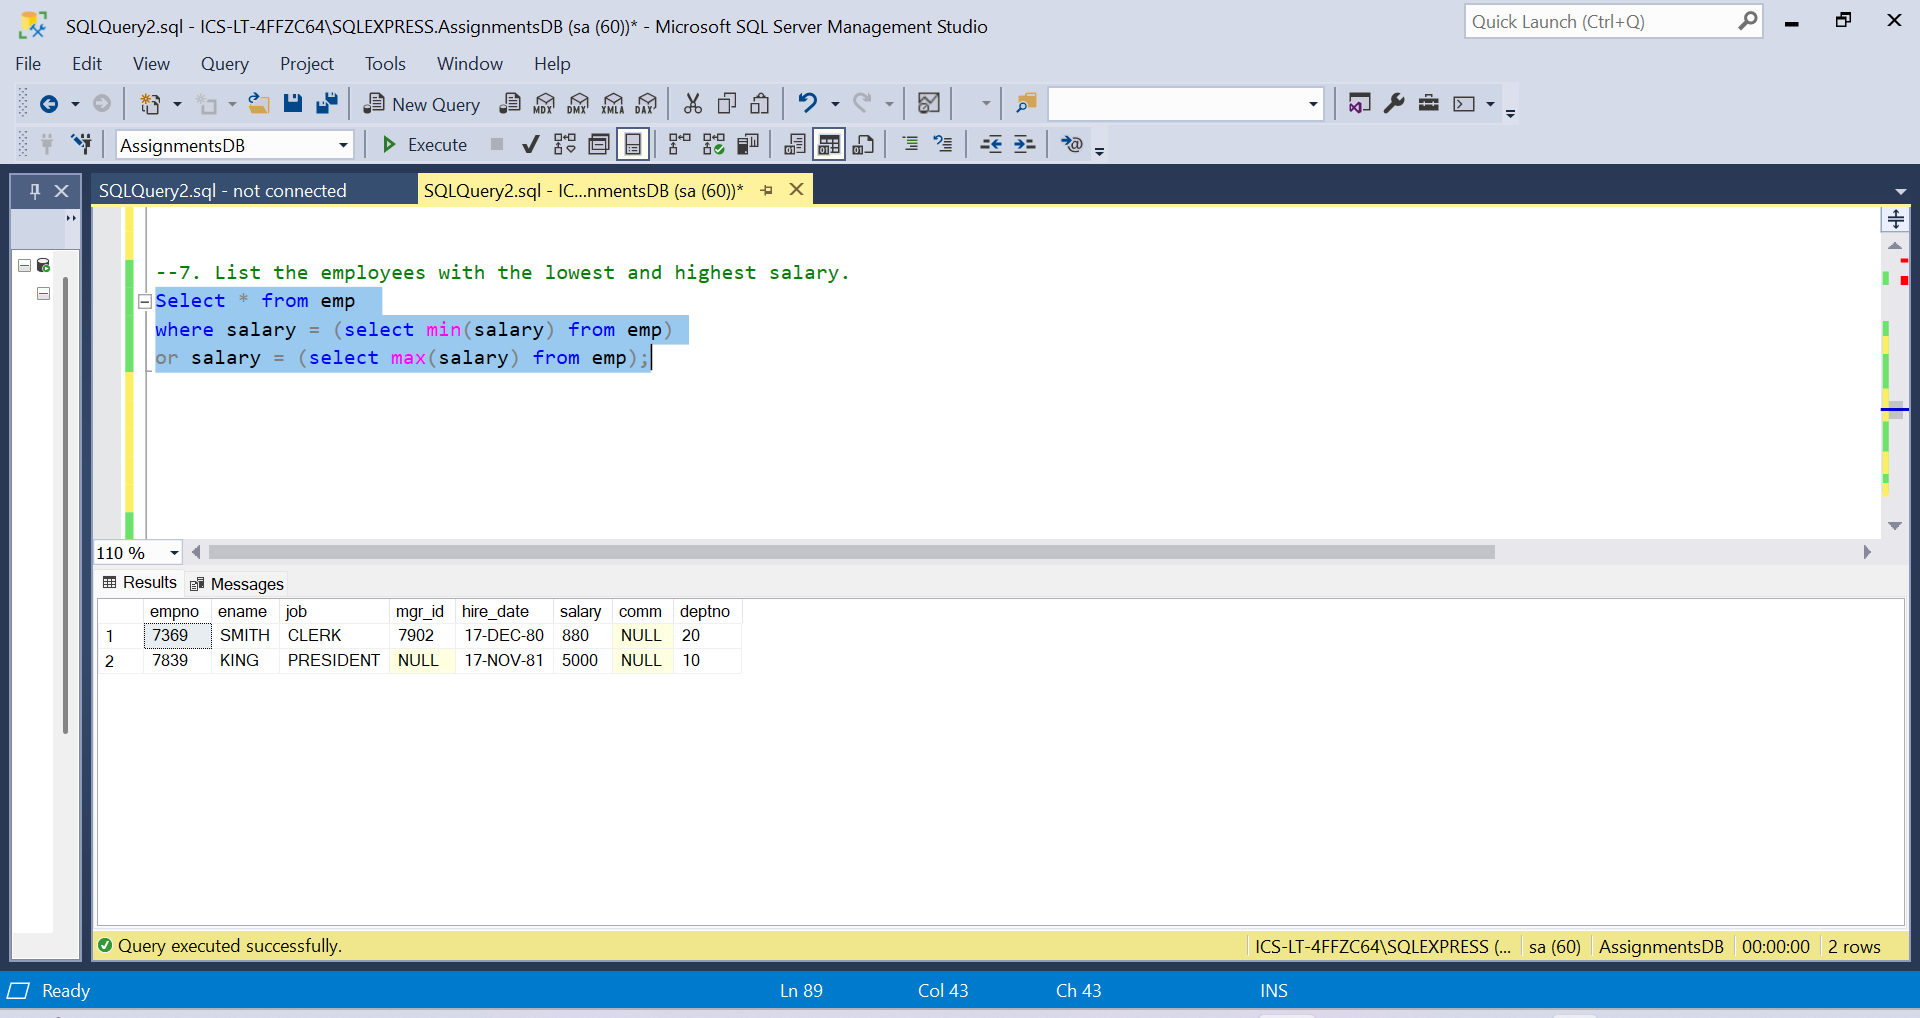 SQLQuery2.sql - ICS-LT-4FFZC64\SQLEXPRESS.AssignmentsDB (sa (60))* - Microsoft SQL Server Management Studio
Quick Launch (Ctrl+Q)
File Edit View Query Project Tools Window Help
New Query MDX DMX XMLA DAX
AssignmentsDB Execute
SQLQuery2.sql - not connected
SQLQuery2.sql - IC...nmentsDB (sa (60))*
--7. List the employees with the lowest and highest salary.
Select * from emp
where salary = (select min(salary) from emp)
or salary = (select max(salary) from emp);
110 %
Results Messages
empno ename job mgr_id hire_date salary comm deptno
1 7369 SMITH CLERK 7902 17-DEC-80 880 NULL 20
2 7839 KING PRESIDENT NULL 17-NOV-81 5000 NULL 10
Query executed successfully. ICS-LT-4FFZC64\SQLEXPRESS (... sa (60) AssignmentsDB 00:00:00 2 rows
Ready Ln 89 Col 43 Ch 43 INS